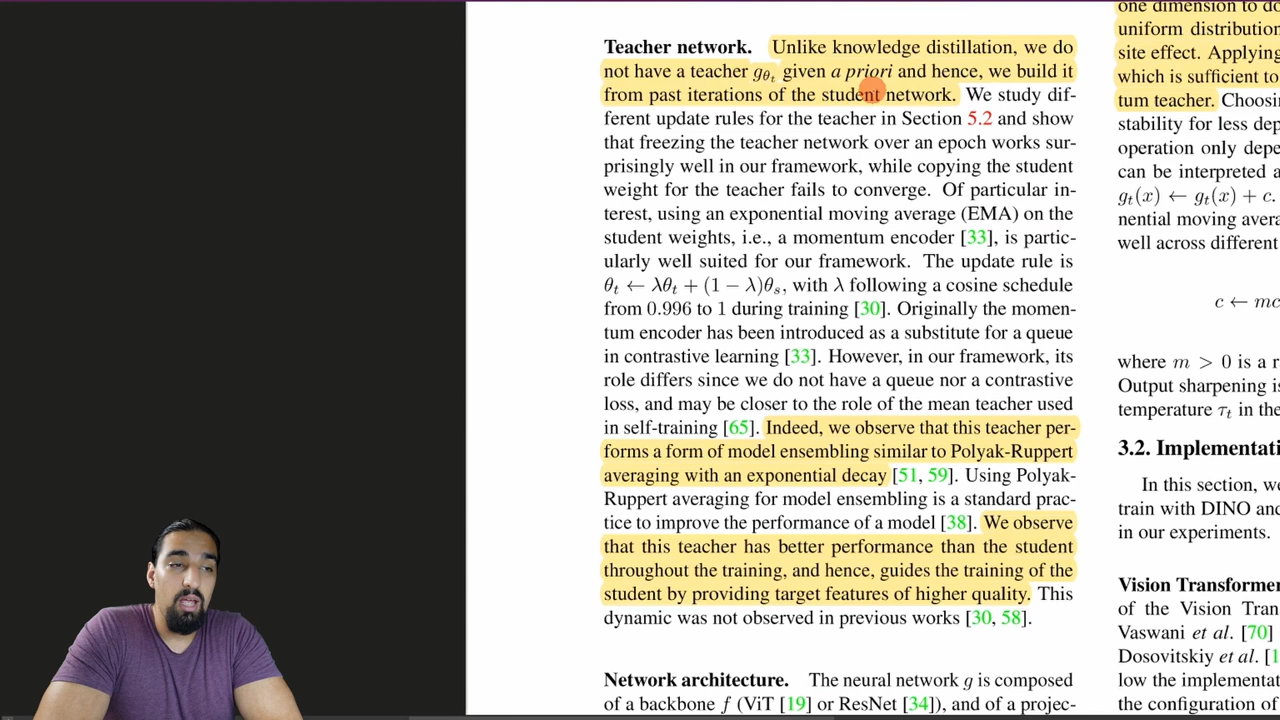 Teacher network. Unlike knowledge distillation, we do
not have a teacher gθt given a priori and hence, we build it
from past iterations of the student network. We study dif-
ferent update rules for the teacher in Section 5.2 and show
that freezing the teacher network over an epoch works sur-
prisingly well in our framework, while copying the student
weight for the teacher fails to converge. Of particular in-
terest, using an exponential moving average (EMA) on the
student weights, i.e., a momentum encoder [33], is partic-
ularly well suited for our framework. The update rule is
θt ← λθt + (1 − λ)θs, with λ following a cosine schedule
from 0.996 to 1 during training [30]. Originally the momen-
tum encoder has been introduced as a substitute for a queue
in contrastive learning [33]. However, in our framework, its
role differs since we do not have a queue nor a contrastive
loss, and may be closer to the role of the mean teacher used
in self-training [65]. Indeed, we observe that this teacher per-
forms a form of model ensembling similar to Polyak-Ruppert
averaging with an exponential decay [51, 59]. Using Polyak-
Ruppert averaging for model ensembling is a standard prac-
tice to improve the performance of a model [38]. We observe
that this teacher has better performance than the student
throughout the training, and hence, guides the training of the
student by providing target features of higher quality. This
dynamic was not observed in previous works [30, 58].
Network architecture. The neural network g is composed
of a backbone f (ViT [19] or ResNet [34]), and of a projec-
one dimension to do
uniform distribution
site effect. Applying
which is sufficient to
tum teacher. Choosin
stability for less dep
operation only depe
can be interpreted a
gt(x) ← gt(x) + c.
nential moving avera
well across different
c ← mc
where m > 0 is a r
Output sharpening is
temperature τt in the
3.2. Implementati
In this section, we
train with DINO and
in our experiments.
Vision Transformer
of the Vision Tran
Vaswani et al. [70]
Dosovitskiy et al. [1
low the implementat
the configuration of